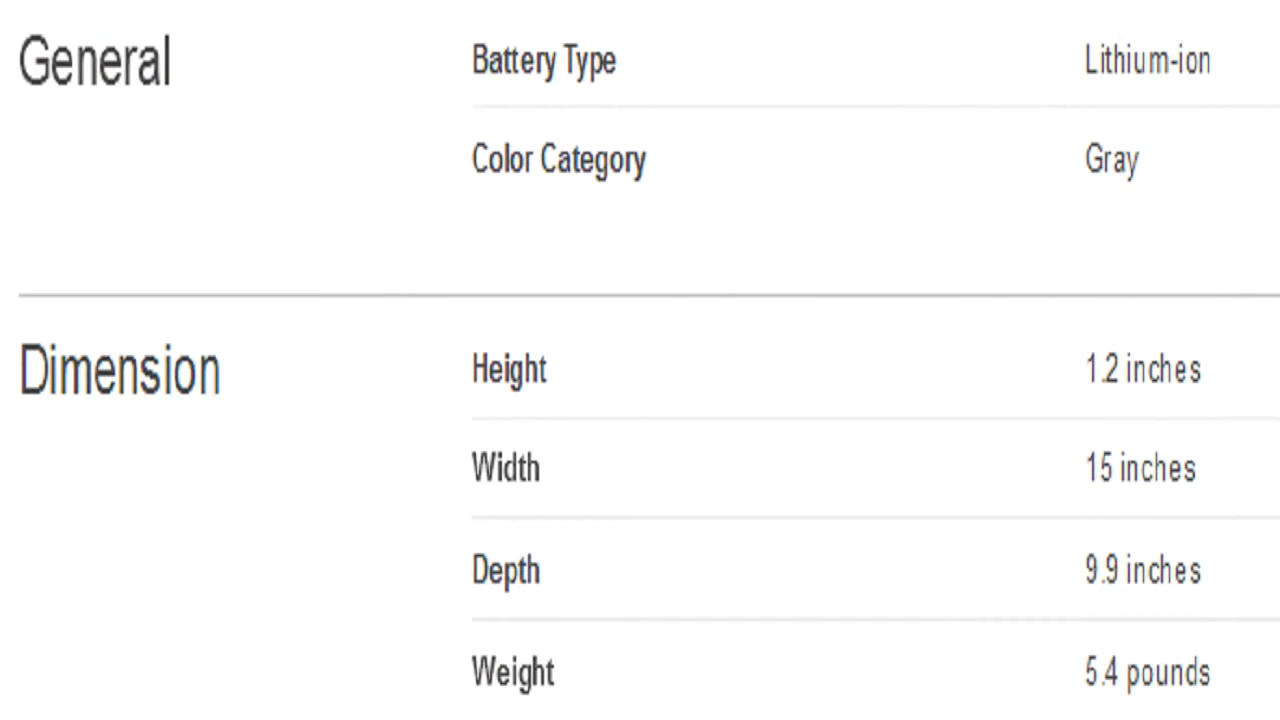 General
Battery Type Lithium-ion
Color Category Gray
Dimension
Height 1.2 inches
Width 15 inches
Depth 9.9 inches
Weight 5.4 pounds